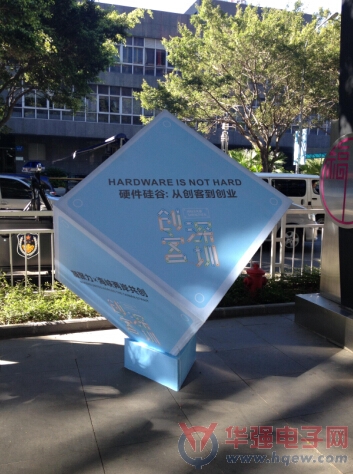 HARDWARE IS NOT HARD
硬件硅谷: 从创客到创业
创客
深圳
华强电子网
www.hqew.com